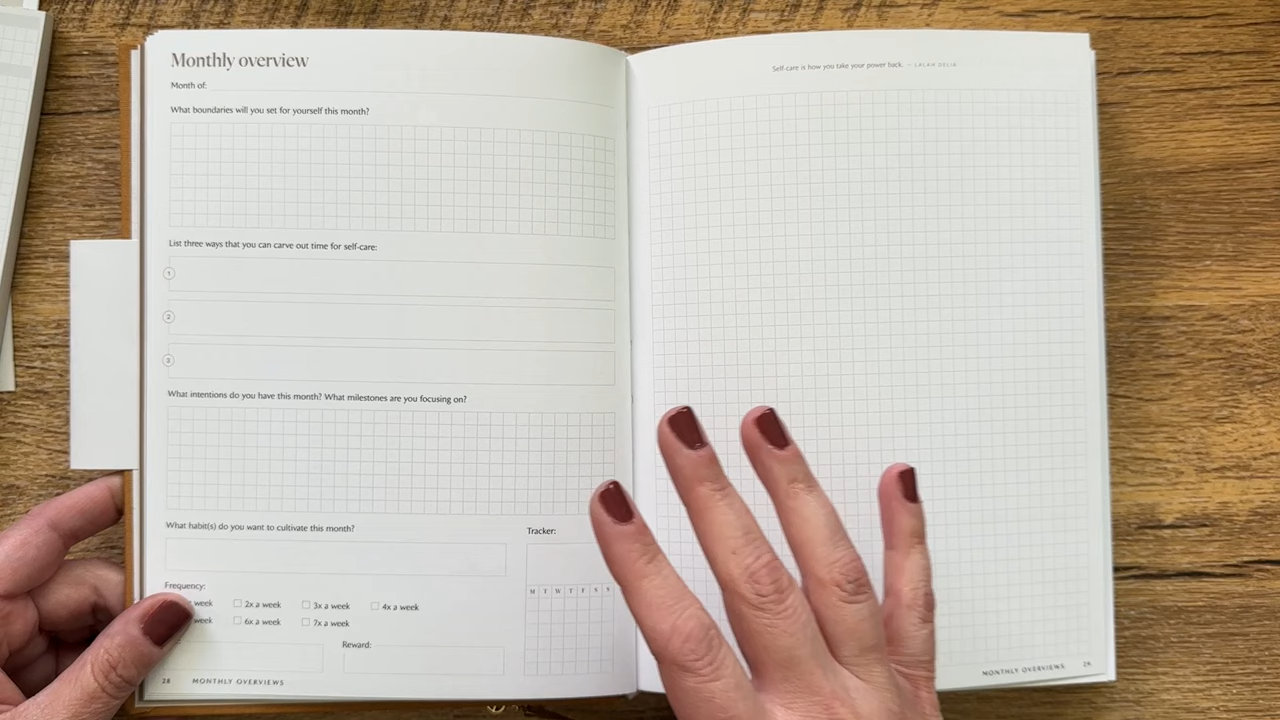 Monthly overview
Month of:
What boundaries will you set for yourself this month?
List three ways that you can carve out time for self-care:
1
2
3
What intentions do you have this month? What milestones are you focusing on?
What habit(s) do you want to cultivate this month?
Tracker:
Frequency:
M T W T F S S
week 2x a week 3x a week 4x a week
week 6x a week 7x a week
Reward:
28 MONTHLY OVERVIEWS
Self-care is how you take your power back. – LALAH DELIA
MONTHLY OVERVIEWS 26